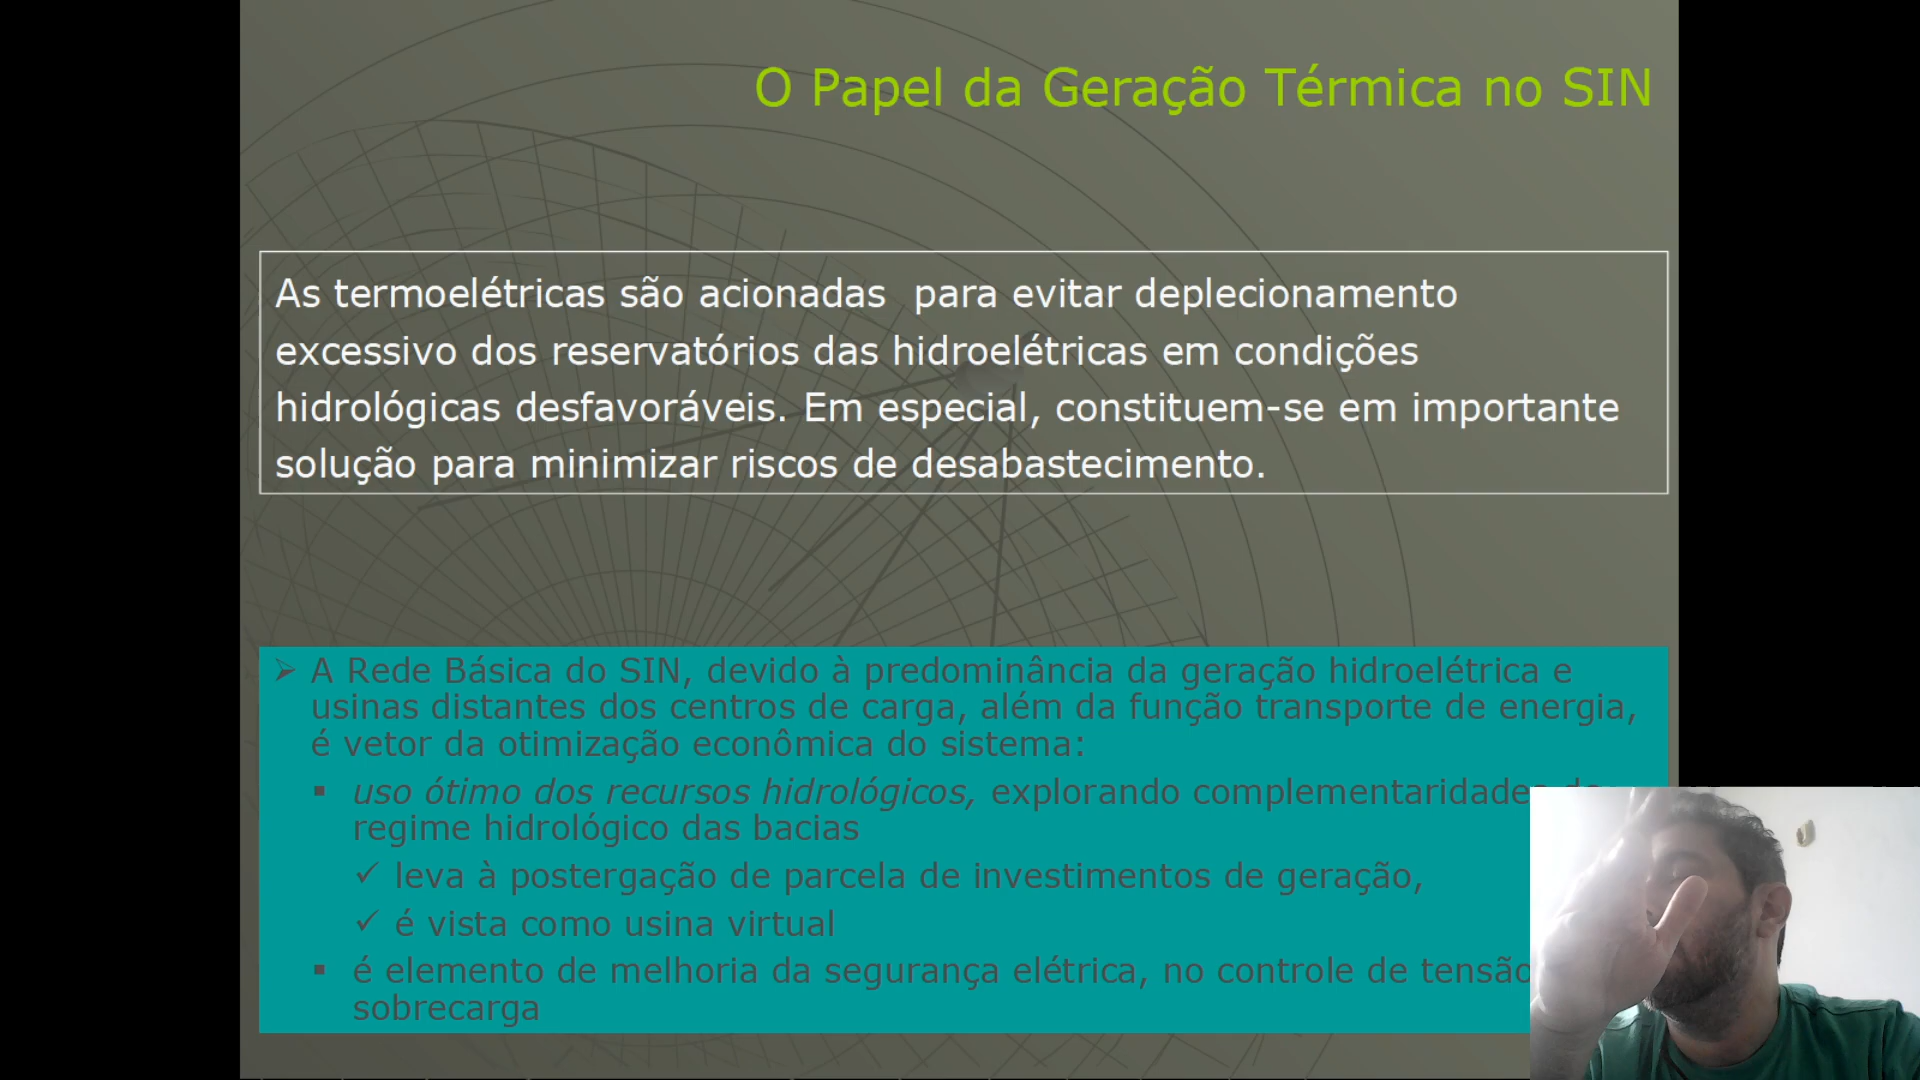 O Papel da Geração Térmica no SIN
As termoelétricas são acionadas para evitar deplecionamento
excessivo dos reservatórios das hidroelétricas em condições
hidrológicas desfavoráveis. Em especial, constituem-se em importante
solução para minimizar riscos de desabastecimento.
➢ A Rede Básica do SIN, devido à predominância da geração hidroelétrica e
usinas distantes dos centros de carga, além da função transporte de energia,
é vetor da otimização econômica do sistema:
▪ uso ótimo dos recursos hidrológicos, explorando complementaridades
regime hidrológico das bacias
✓ leva à postergação de parcela de investimentos de geração,
✓ é vista como usina virtual
▪ é elemento de melhoria da segurança elétrica, no controle de tensão
sobrecarga